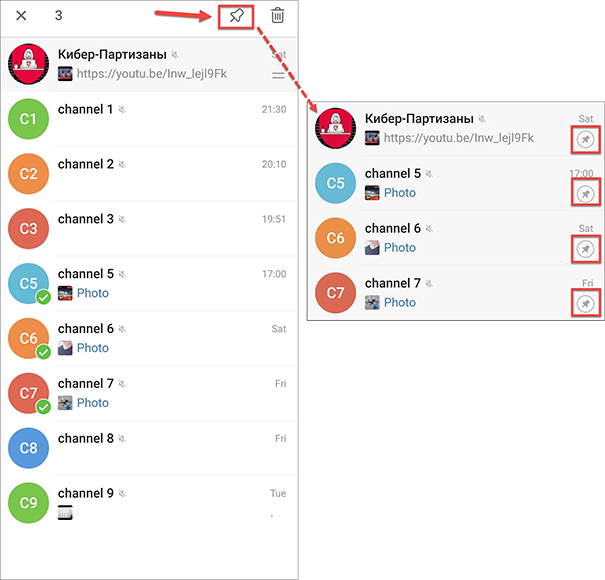 3
Кибер-Партизаны Sat
https://youtu.be/Inw_lejl9Fk
C1 channel 1 21:30
C2 channel 2 20:10
C3 channel 3 19:51
C5 channel 5 17:00
Photo
C6 channel 6 Sat
Photo
C7 channel 7 Fri
Photo
C8 channel 8 Fri
C9 channel 9 Tue
Кибер-Партизаны Sat
https://youtu.be/Inw_lejl9Fk
C5 channel 5 17:00
Photo
C6 channel 6 Sat
Photo
C7 channel 7 Fri
Photo